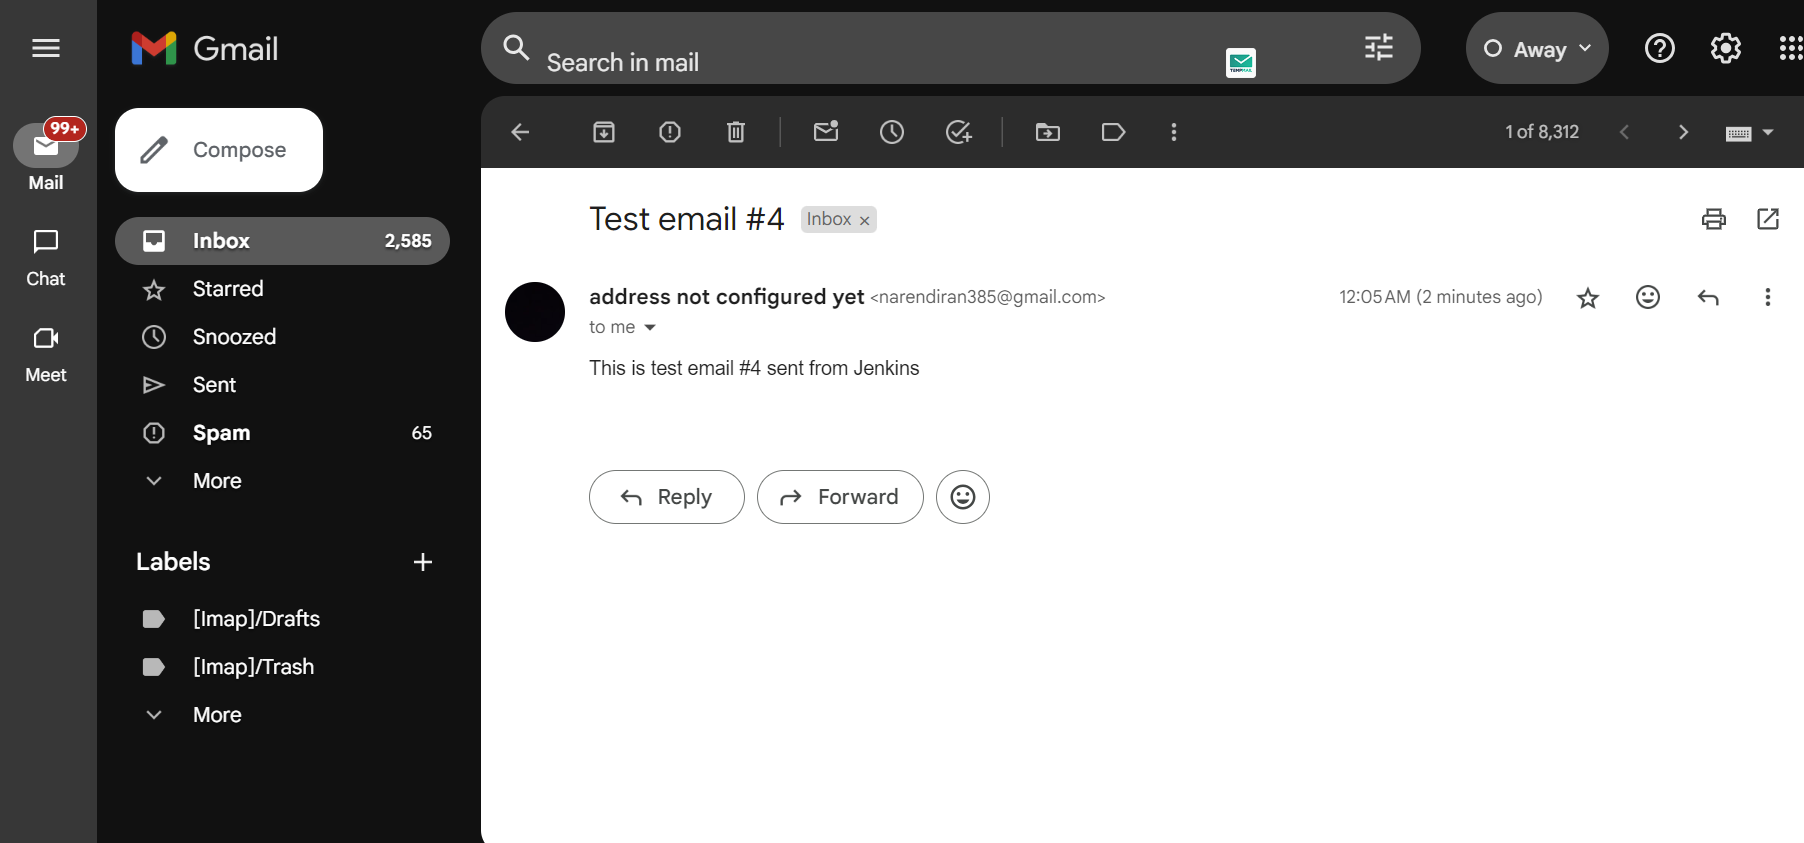 Gmail
Search in mail
Away
99+
Mail
Compose
1 of 8,312
Test email #4
Inbox ×
Inbox 2,585
Chat
Starred
address not configured yet <narendiran385@gmail.com>
12:05 AM (2 minutes ago)
to me
Snoozed
Meet
This is test email #4 sent from Jenkins
Sent
Spam 65
More
Reply
Forward
Labels
[Imap]/Drafts
[Imap]/Trash
More